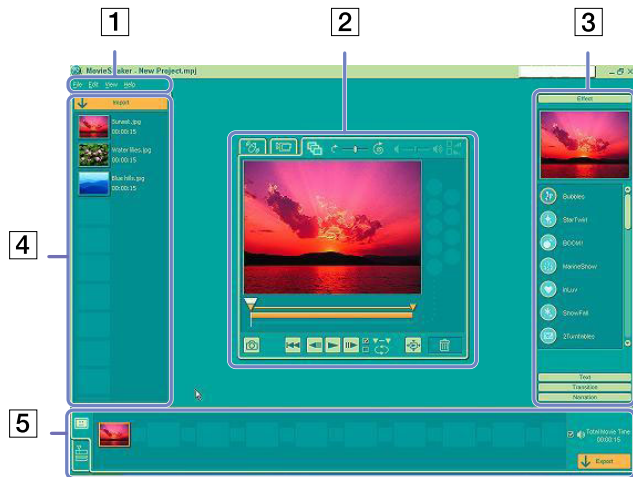 1
2
3
MovieShaker - New Project.mpj
File Edit View Help
Import
Effect
Sunset.jpg
00:00:15
Water lilies.jpg
00:00:15
Blue hills.jpg
00:00:15
Bubbles
StarTwirl
BOOM!
MarineShow
InLuv
SnowFall
2Turntables
4
Text
Transition
Narration
5
Total Movie Time
00:00:15
Export